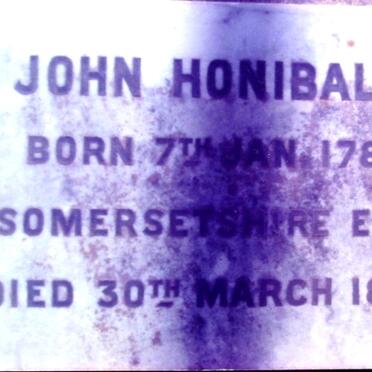 JOHN HONIBAL
BORN 7TH JAN. 178
SOMERSETSHIRE E
DIED 30TH MARCH 18